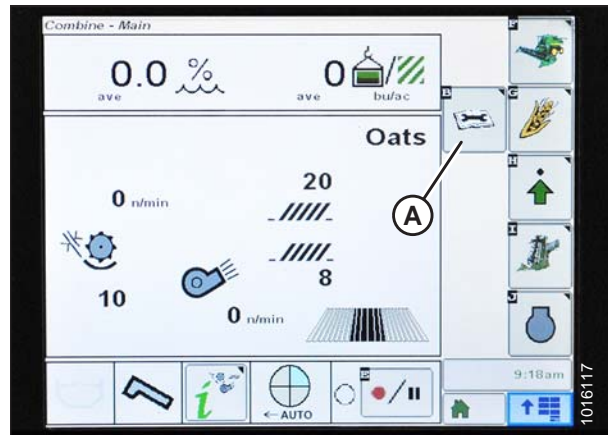 Combine - Main
0.0 %
ave
0
ave bu/ac
Oats
0 n/min
20
8
10
0 n/min
← AUTO
i
/
B
F
G
H
I
J
E
A
9:18am
1016117